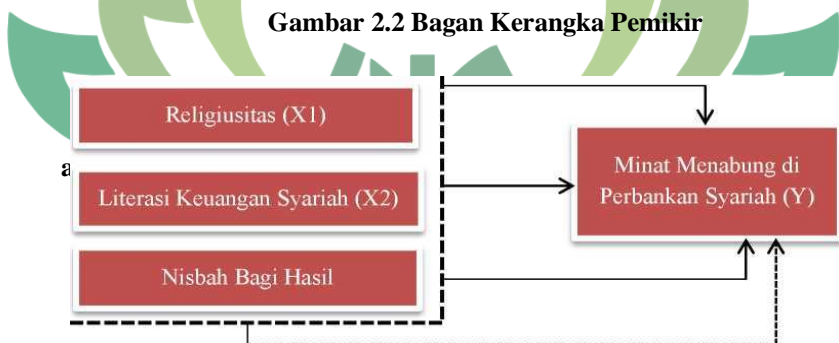 Gambar 2.2 Bagan Kerangka Pemikir
Religiusitas (X1)
a
Literasi Keuangan Syariah (X2)
Nisbah Bagi Hasil
Minat Menabung di
Perbankan Syariah (Y)